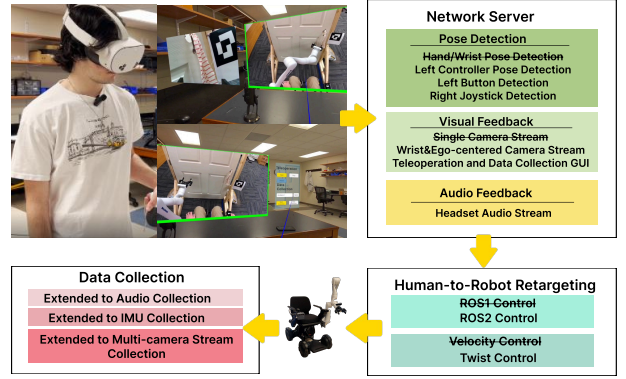 Network Server
Pose Detection
Hand/Wrist Pose Detection
Left Controller Pose Detection
Left Button Detection
Right Joystick Detection
Visual Feedback
Single Camera Stream
Wrist&Ego-centered Camera Stream
Teleoperation and Data Collection GUI
Audio Feedback
Headset Audio Stream
Human-to-Robot Retargeting
ROS1 Control
ROS2 Control
Velocity Control
Twist Control
Data Collection
Extended to Audio Collection
Extended to IMU Collection
Extended to Multi-camera Stream
Collection